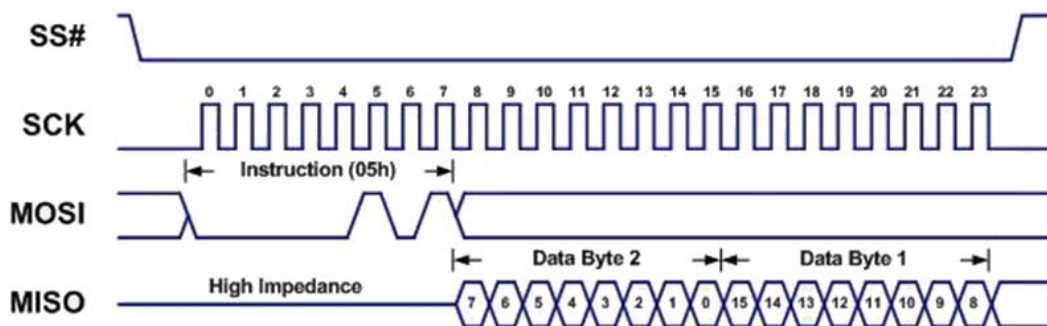 SS#
0 1 2 3 4 5 6 7 8 9 10 11 12 13 14 15 16 17 18 19 20 21 22 23
SCK
Instruction (05h)
MOSI
Data Byte 2 Data Byte 1
High Impedance
MISO 7 6 5 4 3 2 1 0 15 14 13 12 11 10 9 8